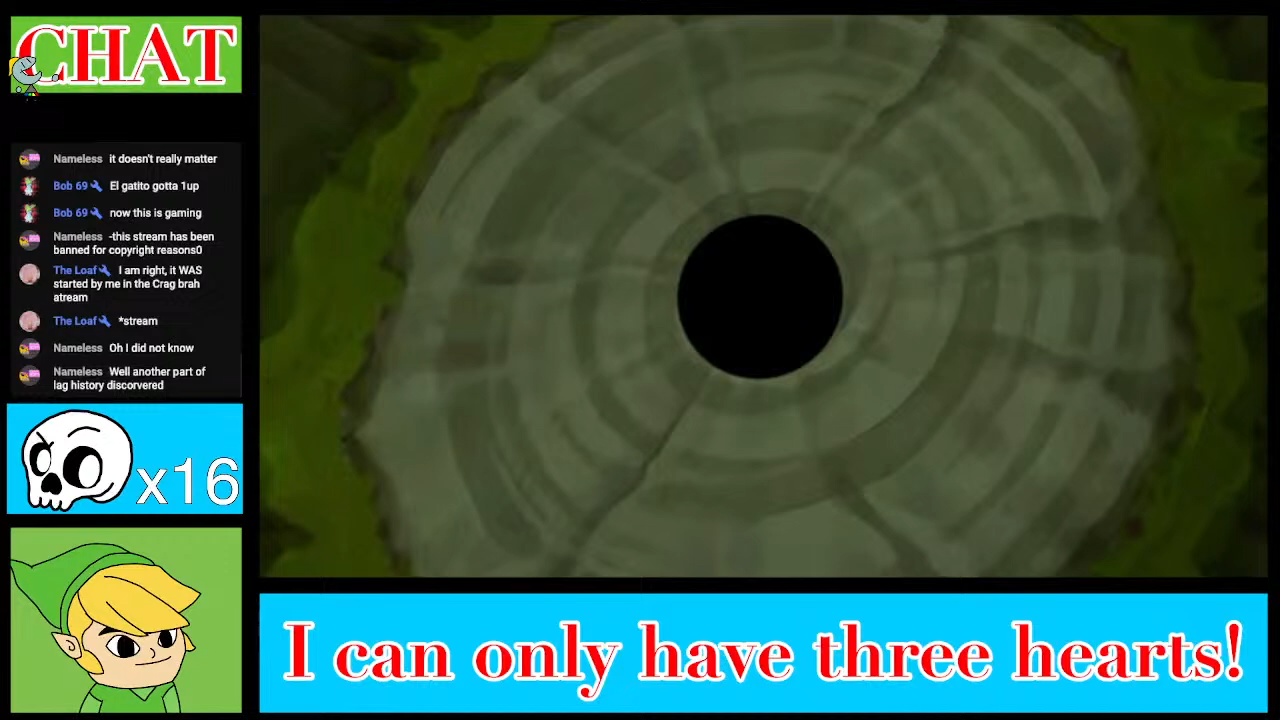 CHAT
Nameless it doesn't really matter
Bob 69 El gatito gotta 1up
Bob 69 now this is gaming
Nameless -this stream has been
banned for copyright reasons0
The Loaf I am right, it WAS
started by me in the Crag brah
atream
The Loaf *stream
Nameless Oh I did not know
Nameless Well another part of
lag history discorvered
x16
I can only have three hearts!